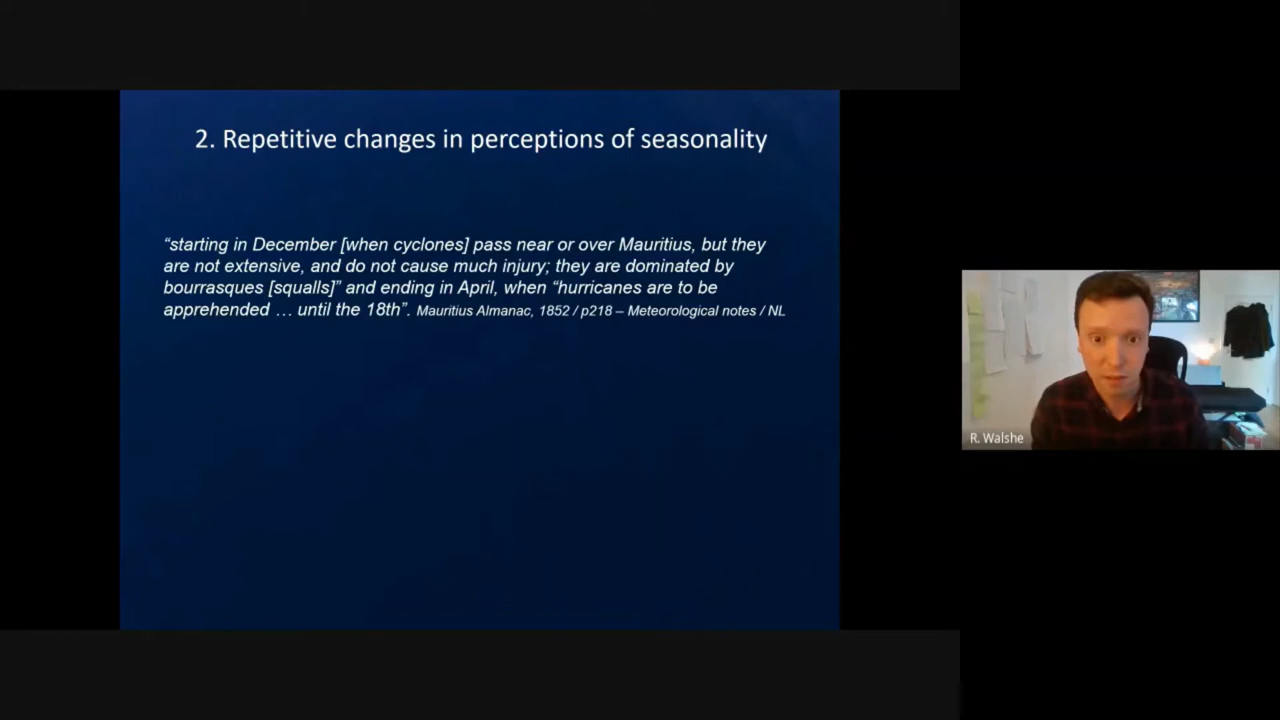 2. Repetitive changes in perceptions of seasonality
“starting in December [when cyclones] pass near or over Mauritius, but they
are not extensive, and do not cause much injury; they are dominated by
bourrasques [squalls]” and ending in April, when “hurricanes are to be
apprehended … until the 18th”. Mauritius Almanac, 1852 / p218 – Meteorological notes / NL
R. Walshe